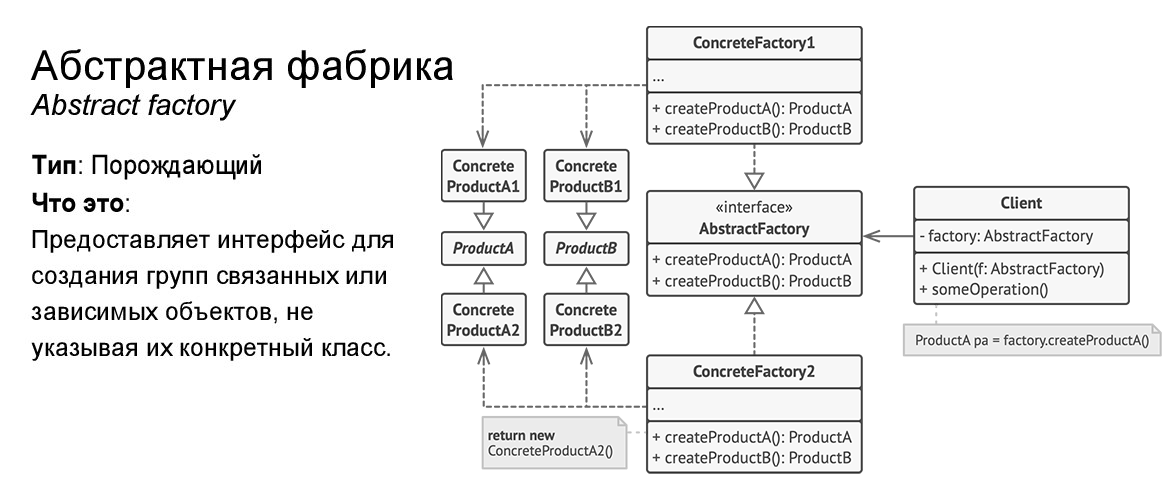 Абстрактная фабрика
Abstract factory
Тип: Порождающий
Что это:
Предоставляет интерфейс для
создания групп связанных или
зависимых объектов, не
указывая их конкретный класс.
ConcreteFactory1
...
+ createProductA(): ProductA
+ createProductB(): ProductB
Concrete
ProductA1
Concrete
ProductB1
ProductA
ProductB
Concrete
ProductA2
Concrete
ProductB2
«interface»
AbstractFactory
+ createProductA(): ProductA
+ createProductB(): ProductB
Client
- factory: AbstractFactory
+ Client(f: AbstractFactory)
+ someOperation()
ProductA pa = factory.createProductA()
ConcreteFactory2
...
+ createProductA(): ProductA
+ createProductB(): ProductB
return new
ConcreteProductA2()